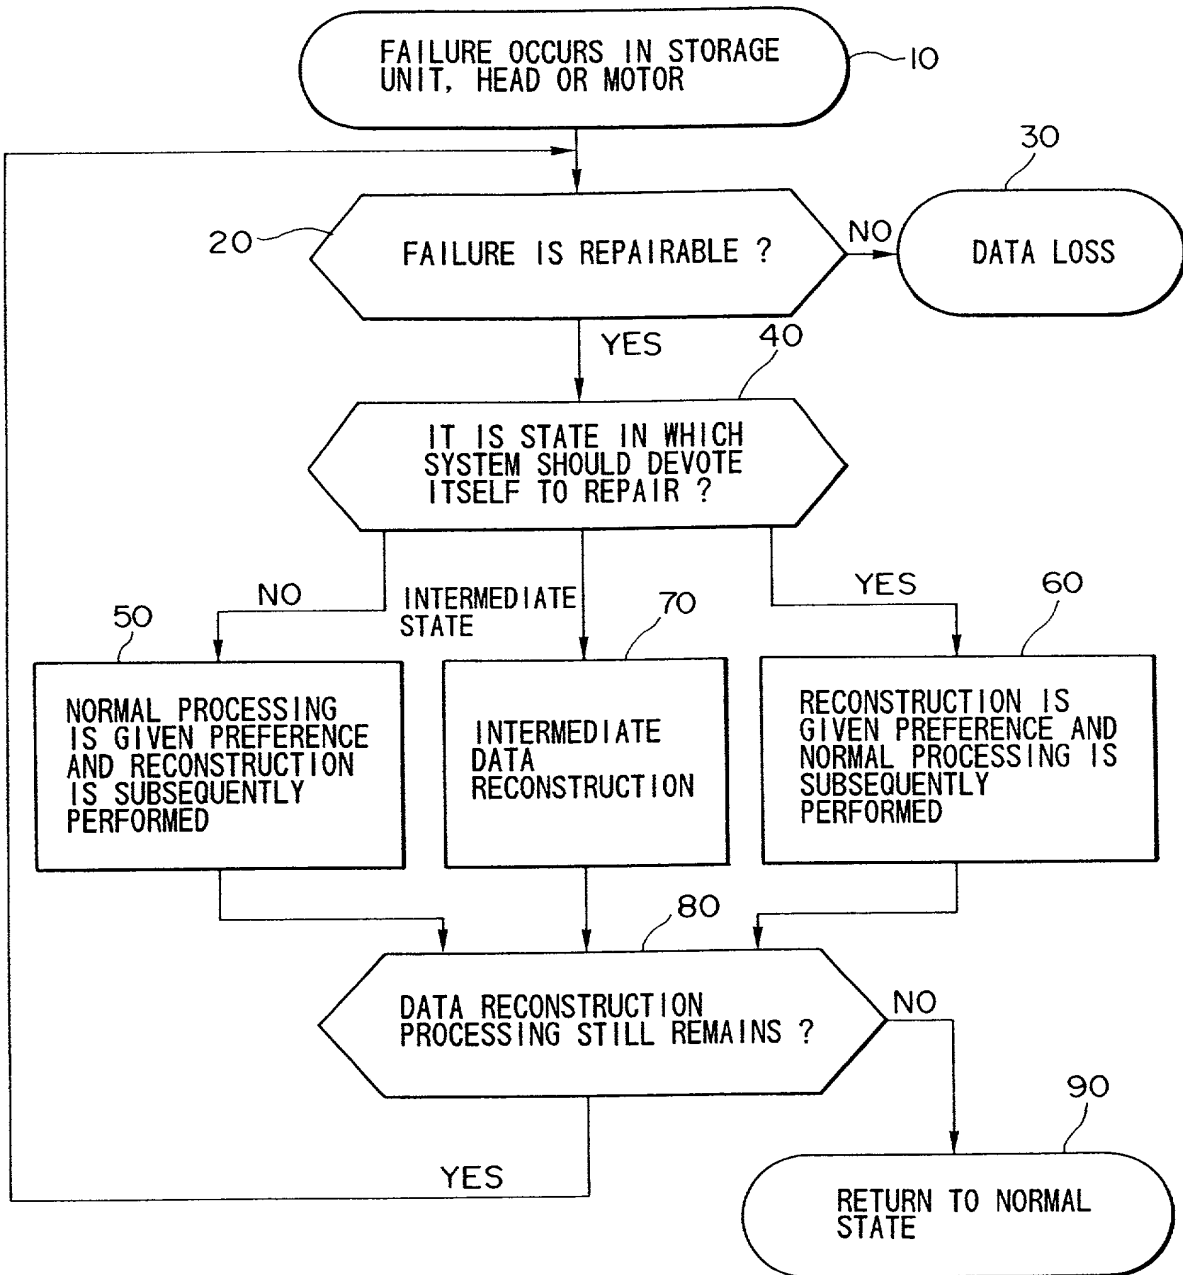 FAILURE OCCURS IN STORAGE
UNIT, HEAD OR MOTOR
10
30
20
FAILURE IS REPAIRABLE ?
NO
DATA LOSS
YES
40
IT IS STATE IN WHICH
SYSTEM SHOULD DEVOTE
ITSELF TO REPAIR ?
NO
INTERMEDIATE
STATE
YES
50
70
60
NORMAL PROCESSING
IS GIVEN PREFERENCE
AND RECONSTRUCTION
IS SUBSEQUENTLY
PERFORMED
INTERMEDIATE
DATA
RECONSTRUCTION
RECONSTRUCTION IS
GIVEN PREFERENCE AND
NORMAL PROCESSING IS
SUBSEQUENTLY
PERFORMED
80
DATA RECONSTRUCTION
PROCESSING STILL REMAINS ?
NO
YES
90
RETURN TO NORMAL
STATE